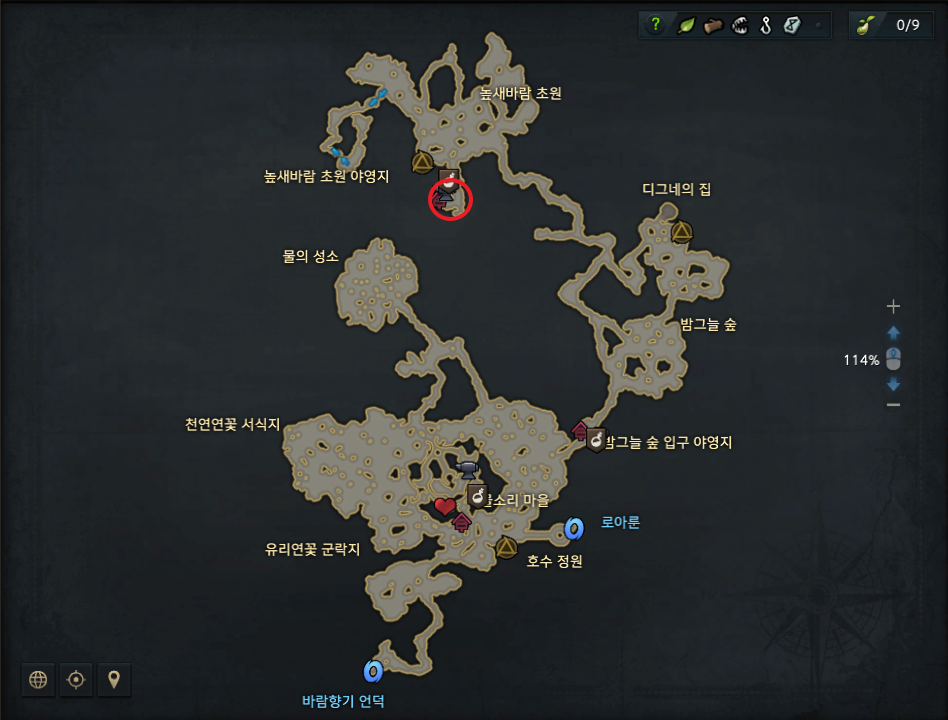 ?
0/9
높새바람 초원
높새바람 초원 야영지
디그네의 집
물의 성소
밤그늘 숲
114%
천연연꽃 서식지
밤그늘 숲 입구 야영지
물소리 마을
로아룬
유리연꽃 군락지
호수 정원
바람향기 언덕